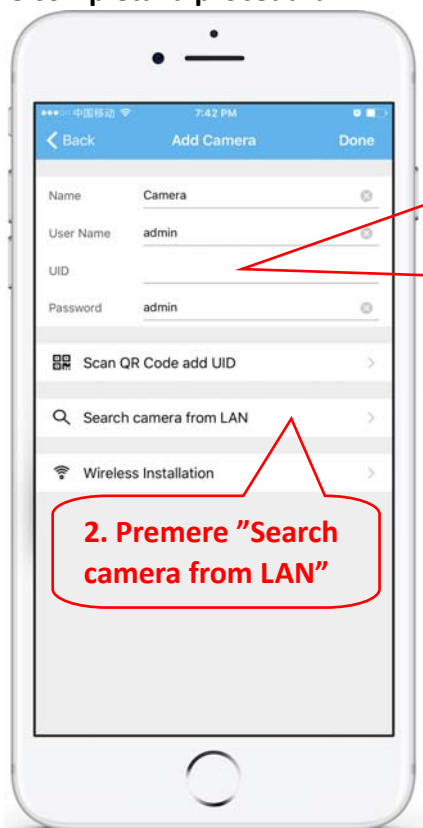 中国移动 7:42 PM
Back Add Camera Done
Name Camera
User Name admin
UID
Password admin
Scan QR Code add UID
Search camera from LAN
Wireless Installation
2. Premere ”Search
camera from LAN”